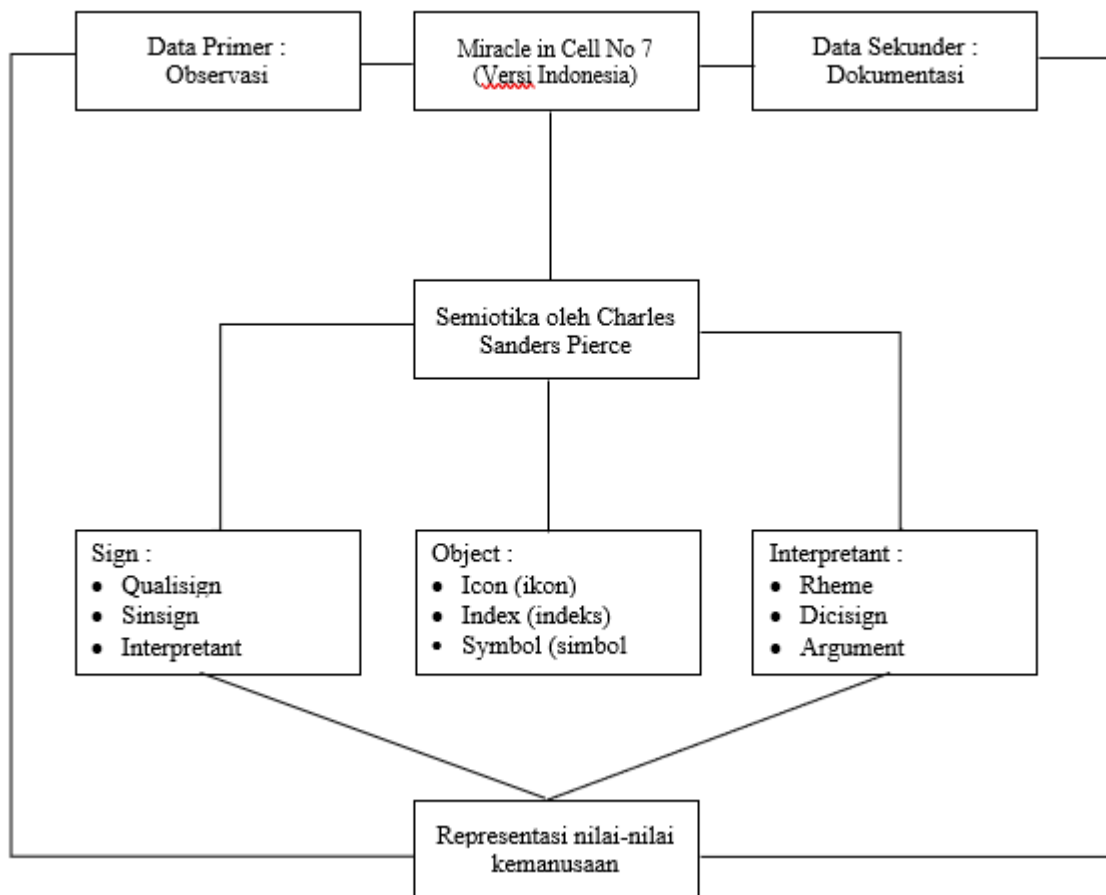 Data Primer :
Observasi
Miracle in Cell No 7
(Versi Indonesia)
Data Sekunder :
Dokumentasi
Semiotika oleh Charles
Sanders Pierce
Sign :
• Qualisign
• Sinsign
• Interpretant
Object :
• Icon (ikon)
• Index (indeks)
• Symbol (simbol
Interpretant :
• Rheme
• Dicisign
• Argument
Representasi nilai-nilai
kemanusaan